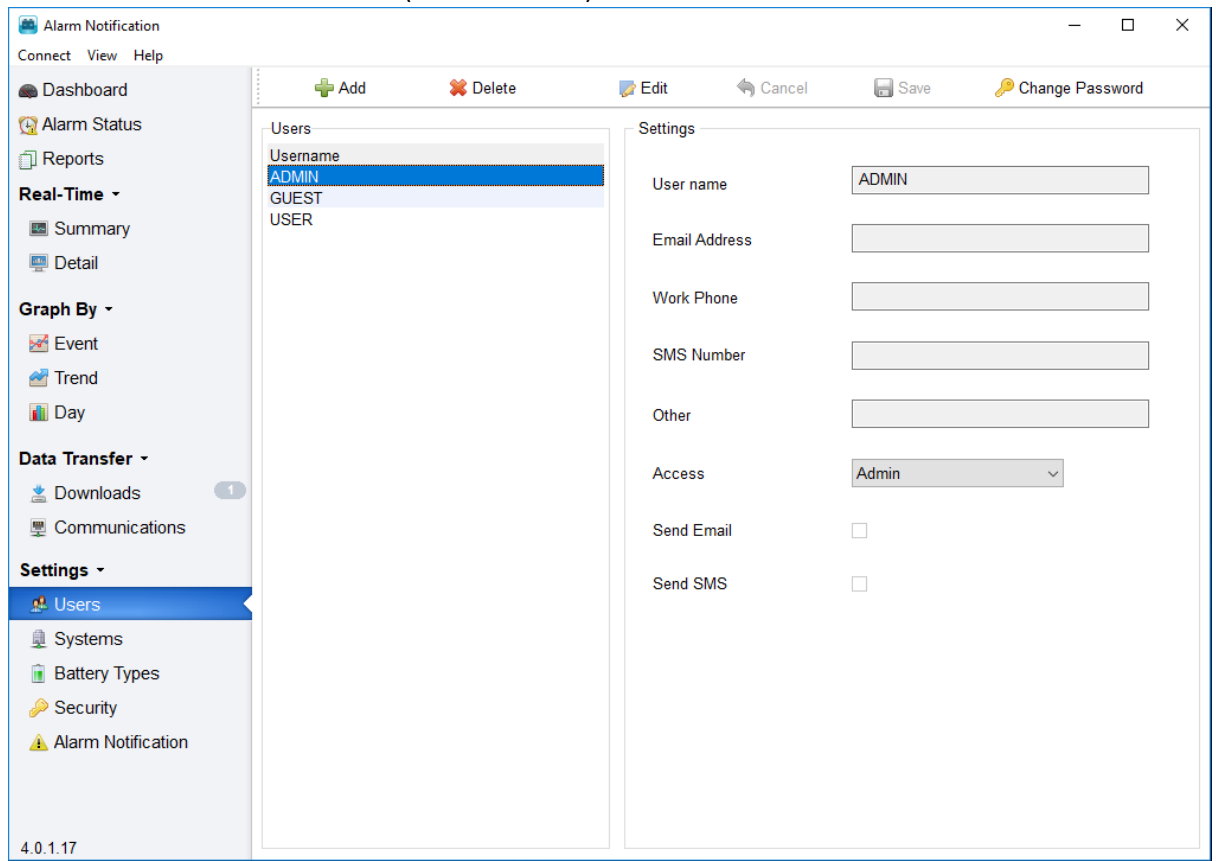 Alarm Notification
Connect View Help
Dashboard
Alarm Status
Reports
Real-Time
Summary
Detail
Graph By
Event
Trend
Day
Data Transfer
Downloads 1
Communications
Settings
Users
Systems
Battery Types
Security
Alarm Notification
4.0.1.17
Add Delete Edit Cancel Save Change Password
Users
Username
ADMIN
GUEST
USER
Settings
User name ADMIN
Email Address
Work Phone
SMS Number
Other
Access Admin
Send Email
Send SMS